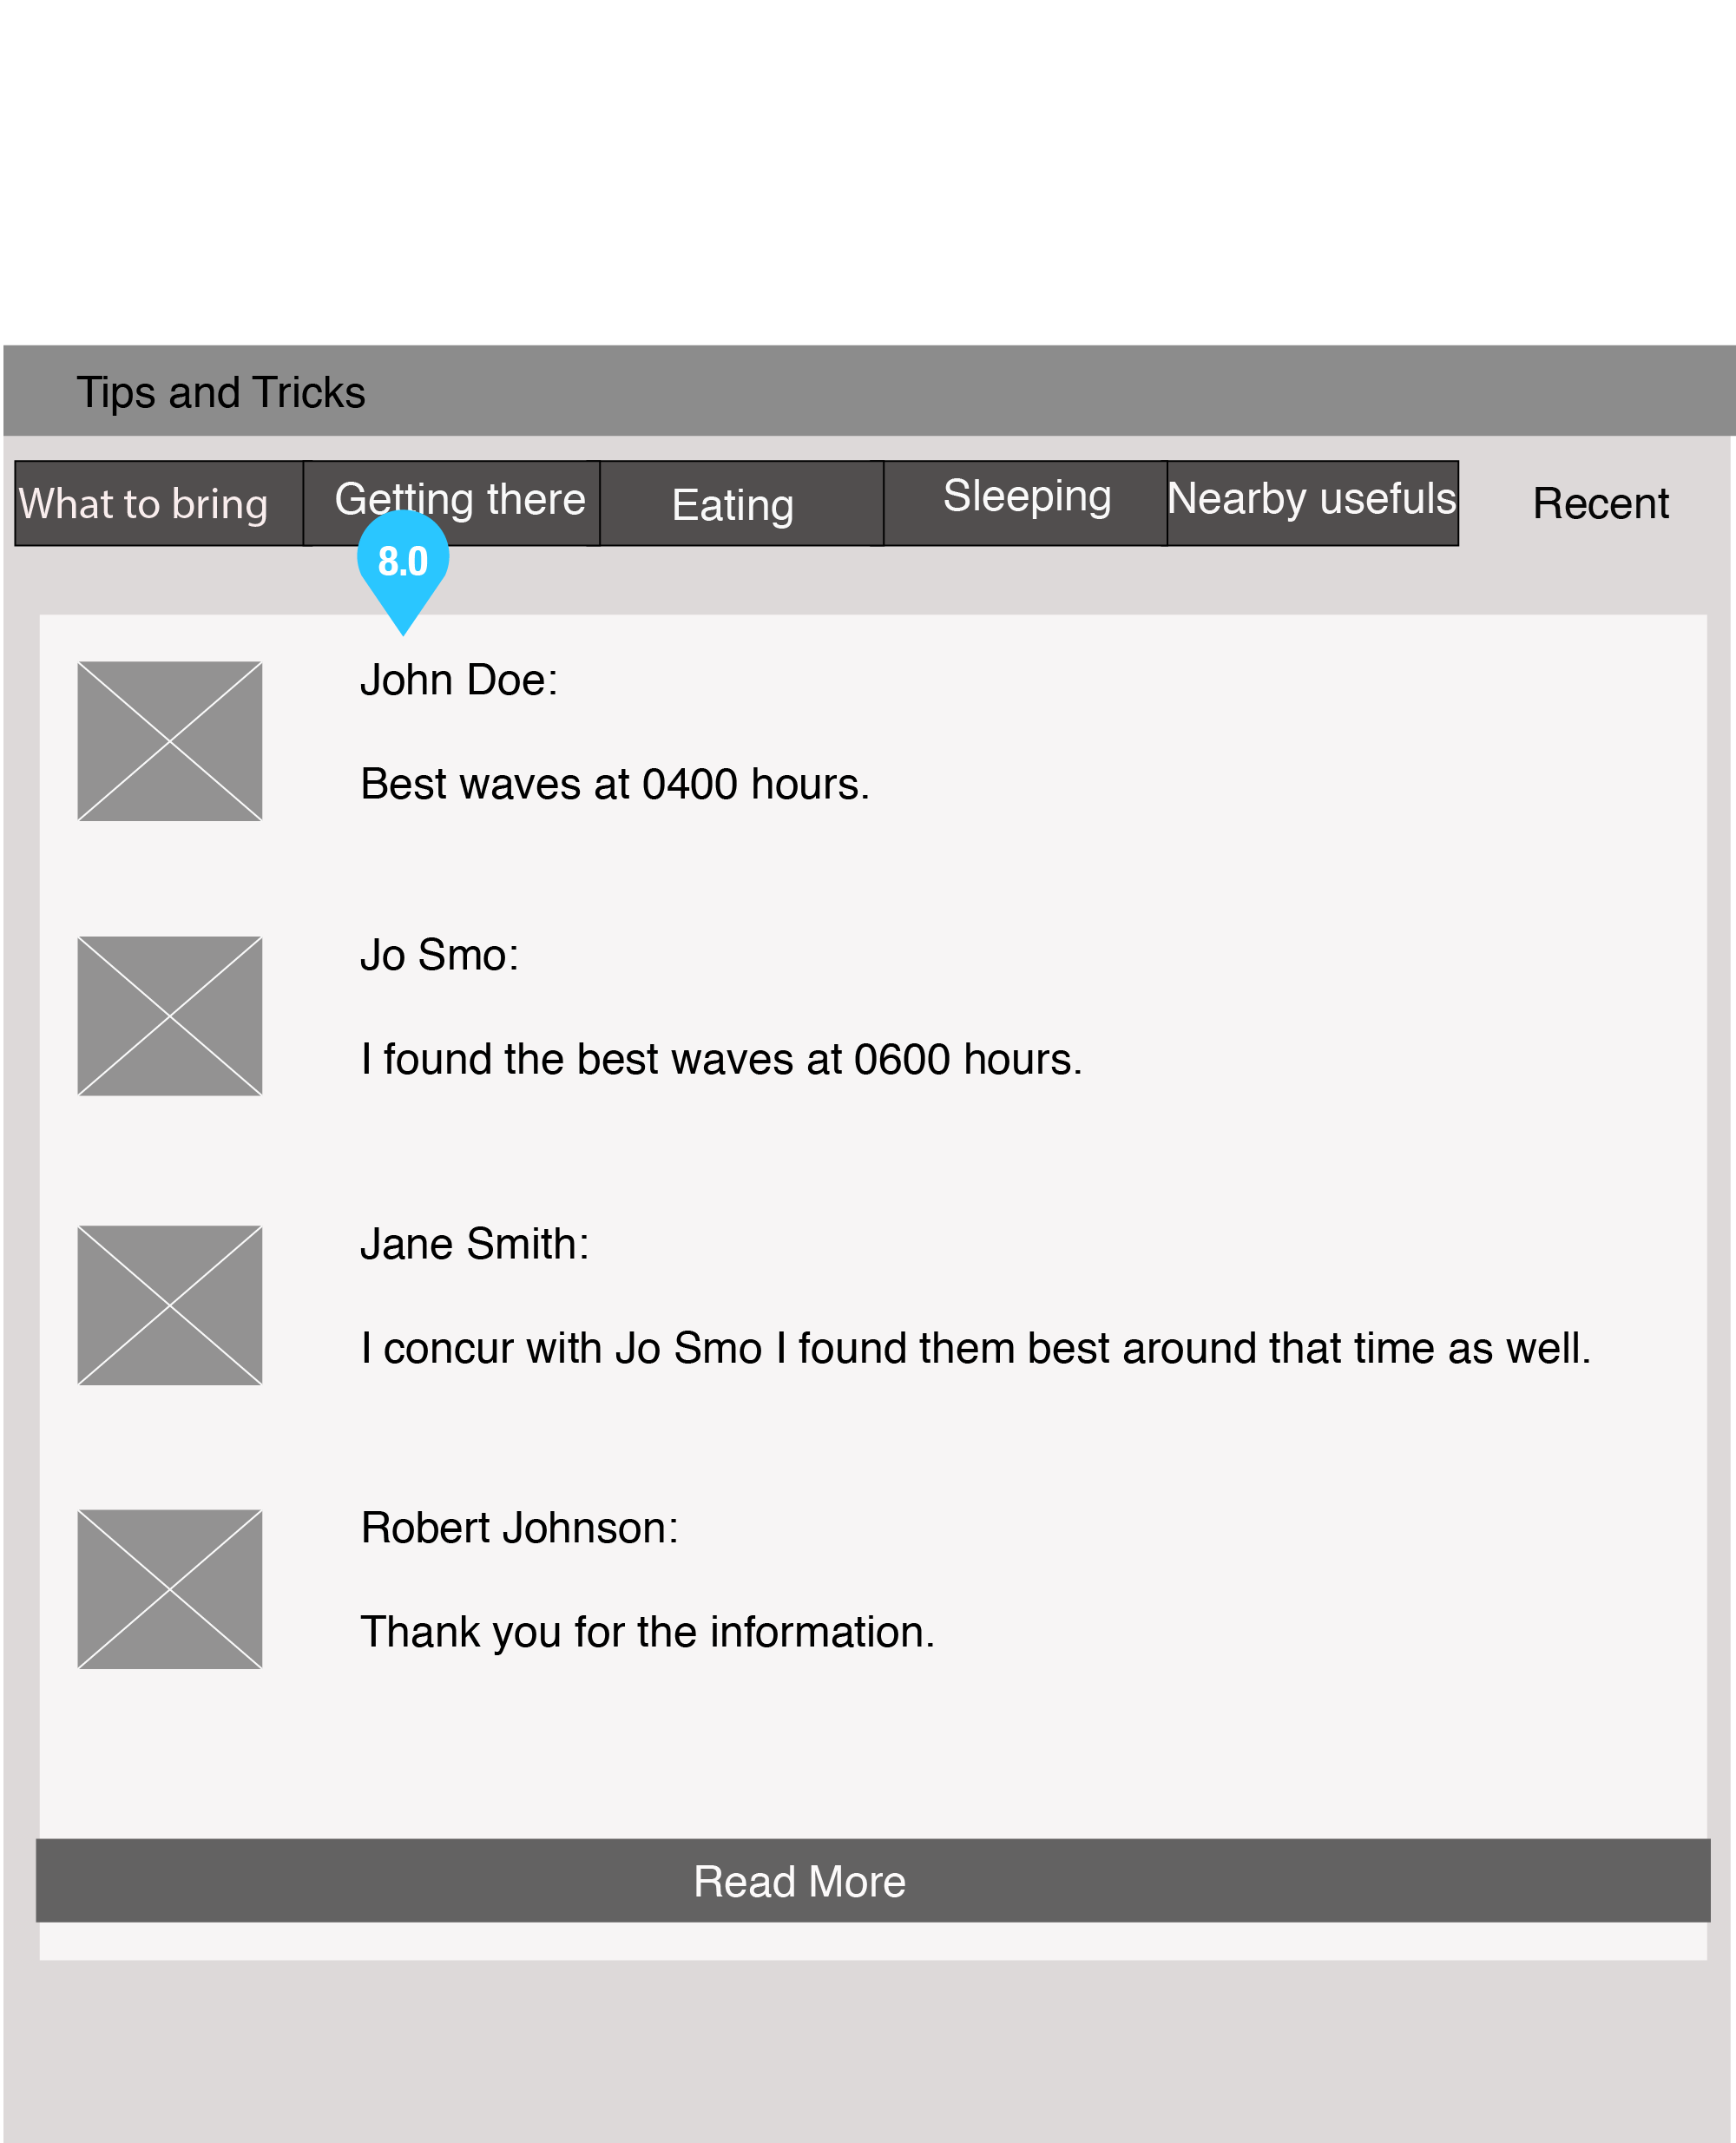 Tips and Tricks
What to bring Getting there Eating Sleeping Nearby usefuls Recent
8.0
John Doe:
Best waves at 0400 hours.
Jo Smo:
I found the best waves at 0600 hours.
Jane Smith:
I concur with Jo Smo I found them best around that time as well.
Robert Johnson:
Thank you for the information.
Read More